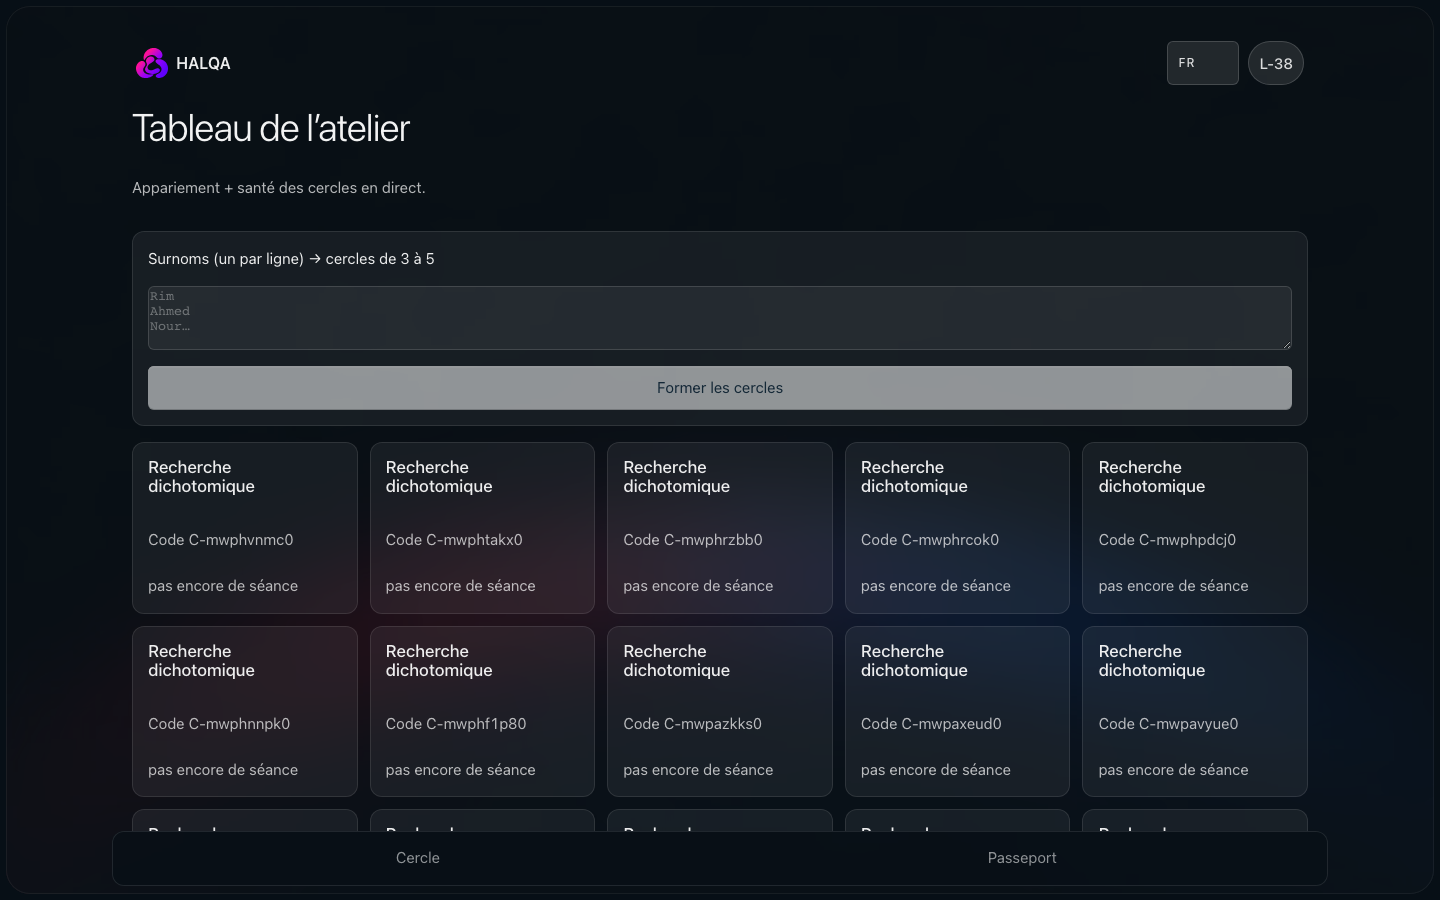 HALQA
FR
L-38
Tableau de l’atelier
Appariement + santé des cercles en direct.
Surnoms (un par ligne) → cercles de 3 à 5
Rim
Ahmed
Nour…
Former les cercles
Recherche
dichotomique
Code C-mwphvnmc0
pas encore de séance
Recherche
dichotomique
Code C-mwphtakx0
pas encore de séance
Recherche
dichotomique
Code C-mwphrzbb0
pas encore de séance
Recherche
dichotomique
Code C-mwphrcok0
pas encore de séance
Recherche
dichotomique
Code C-mwphpdcj0
pas encore de séance
Recherche
dichotomique
Code C-mwphnnpk0
pas encore de séance
Recherche
dichotomique
Code C-mwphf1p80
pas encore de séance
Recherche
dichotomique
Code C-mwpazkks0
pas encore de séance
Recherche
dichotomique
Code C-mwpaxeud0
pas encore de séance
Recherche
dichotomique
Code C-mwpavyue0
pas encore de séance
Cercle
Passeport